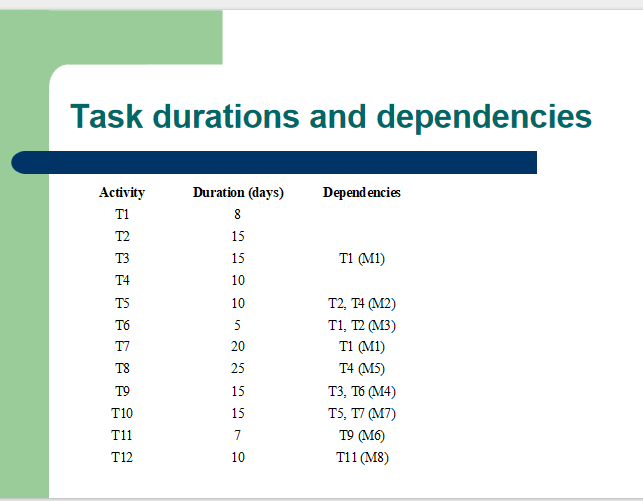 Task durations and dependencies
Activity Duration (days) Dependencies
T1 8
T2 15
T3 15 T1 (M1)
T4 10
T5 10 T2, T4 (M2)
T6 5 T1, T2 (M3)
T7 20 T1 (M1)
T8 25 T4 (M5)
T9 15 T3, T6 (M4)
T10 15 T5, T7 (M7)
T11 7 T9 (M6)
T12 10 T11 (M8)